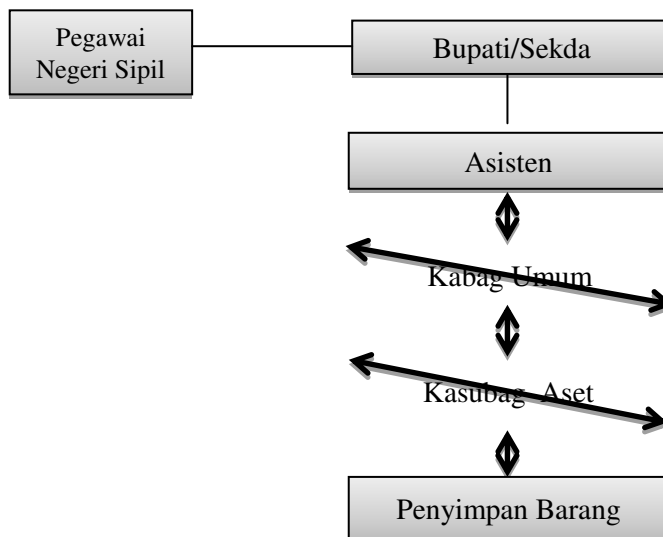 Pegawai
Negeri Sipil
Bupati/Sekda
Asisten
Kabag Umum
Kasubag Aset
Penyimpan Barang